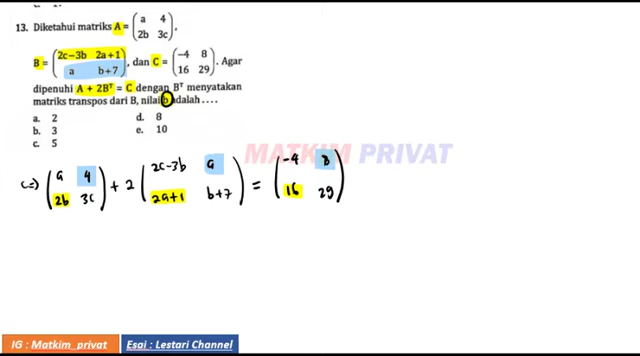 13. Diketahui matriks A = ( a 4
2b 3c ),
B = ( 2c−3b 2a+1
a b+7 ), dan C = ( −4 8
16 29 ). Agar
dipenuhi A + 2Bᵀ = C dengan Bᵀ menyatakan
matriks transpos dari B, nilai b adalah ....
a. 2 d. 8
b. 3 e. 10
c. 5
MATKIM PRIVAT
(=) ( a 4
2b 3c ) + 2 ( 2c−3b a
2a+1 b+7 ) = ( −4 8
16 29 )
IG : Matkim_privat Esai : Lestari Channel